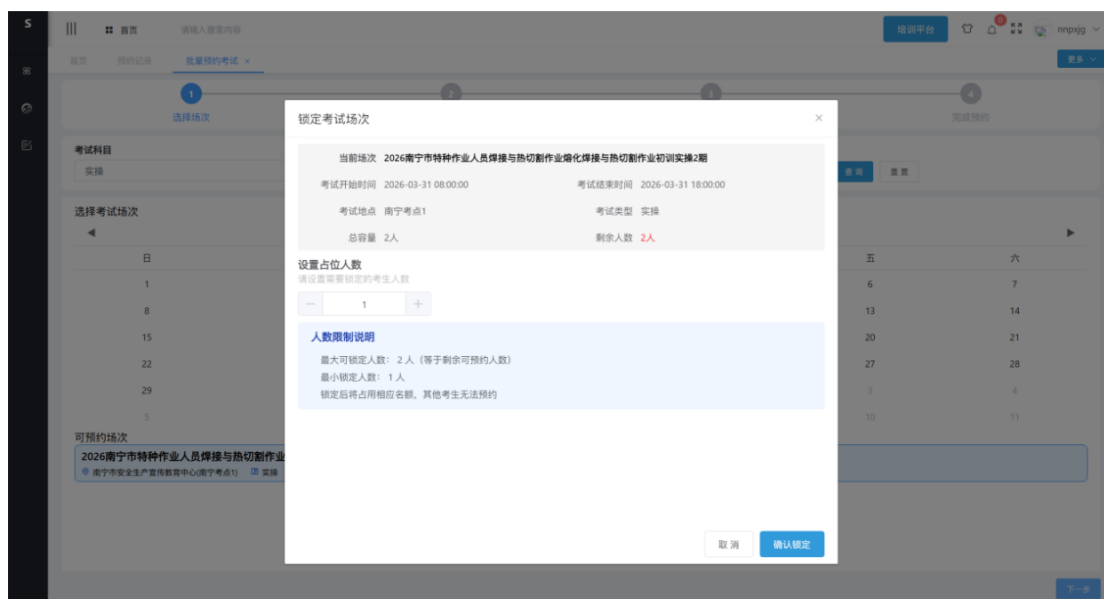 S
首页
请输入搜索内容
培训平台
0
nnpxjg
首页 预约记录 批量预约考试 ×
更多
1 2 3 4
选择场次
完成预约
锁定考试场次
考试科目
实操
查询 重置
当前场次 2026南宁市特种作业人员焊接与热切割作业熔化焊接与热切割作业初训实操2期
考试开始时间 2026-03-31 08:00:00 考试结束时间 2026-03-31 18:00:00
考试地点 南宁考点1 考试类型 实操
总容量 2人 剩余人数 2人
选择考试场次
日 五 六
1 6 7
8 13 14
15 20 21
22 27 28
29 3 4
5 10 11
设置占位人数
请设置需要锁定的考生人数
1
人数限制说明
最大可锁定人数: 2 人 (等于剩余可预约人数)
最小锁定人数: 1 人
锁定后将占用相应名额,其他考生无法预约
可预约场次
2026南宁市特种作业人员焊接与热切割作业
南宁市安全生产宣传教育中心(南宁考点1) 实操
取消 确认锁定
下一步